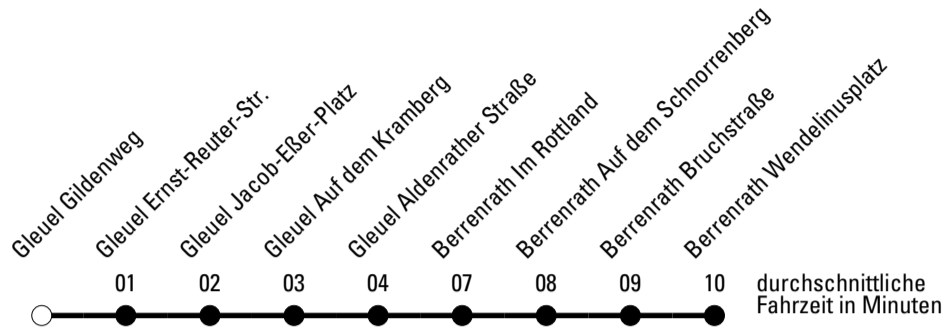 Gleuel Gildenweg
Gleuel Ernst-Reuter-Str.
Gleuel Jacob-Eßer-Platz
Gleuel Auf dem Kramberg
Gleuel Aldenrather Straße
Berrenrath Im Rottland
Berrenrath Auf dem Schnorrenberg
Berrenrath Bruchstraße
Berrenrath Wendelinusplatz
01 02 03 04 07 08 09 10
durchschnittliche
Fahrzeit in Minuten